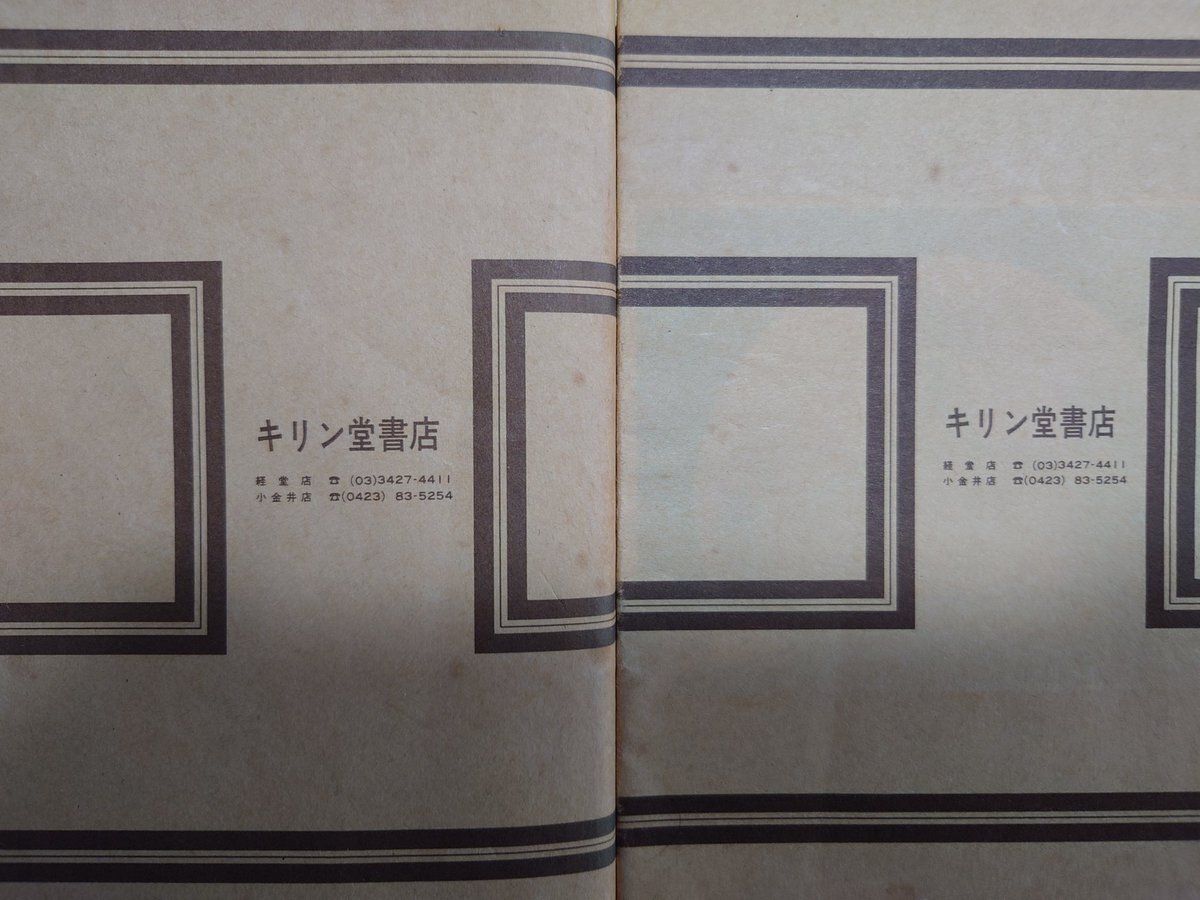 キリン堂書店
経堂店 ☎ (03)3427-4411
小金井店 ☎(0423) 83-5254
キリン堂書店
経堂店 ☎ (03)3427-4411
小金井店 ☎(0423) 83-5254